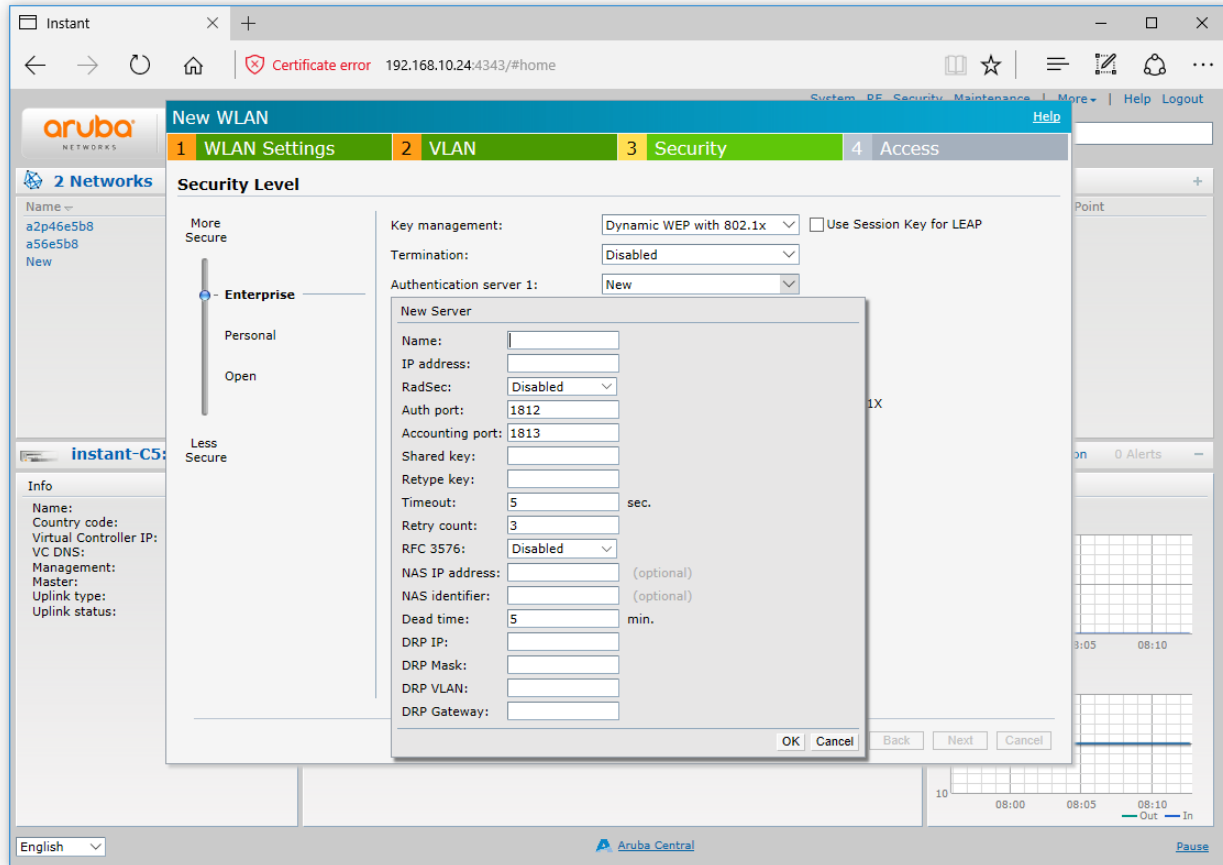 Instant
Certificate error 192.168.10.24:4343/#home
System RF Security Maintenance | More | Help Logout
aruba
NETWORKS
New WLAN Help
1 WLAN Settings 2 VLAN 3 Security 4 Access
2 Networks
Name
a2p46e5b8
a56e5b8
New
Point
Security Level
More
Secure
Enterprise
Personal
Open
Less
Secure
Key management: Dynamic WEP with 802.1x Use Session Key for LEAP
Termination: Disabled
Authentication server 1: New
New Server
Name:
IP address:
RadSec: Disabled
Auth port: 1812
Accounting port: 1813
Shared key:
Retype key:
Timeout: 5 sec.
Retry count: 3
RFC 3576: Disabled
NAS IP address: (optional)
NAS identifier: (optional)
Dead time: 5 min.
DRP IP:
DRP Mask:
DRP VLAN:
DRP Gateway:
OK Cancel
1X
Back Next Cancel
instant-C5:
on 0 Alerts
Info
Name:
Country code:
Virtual Controller IP:
VC DNS:
Management:
Master:
Uplink type:
Uplink status:
8:05 08:10
10
08:00 08:05 08:10
Out In
English
Aruba Central
Pause